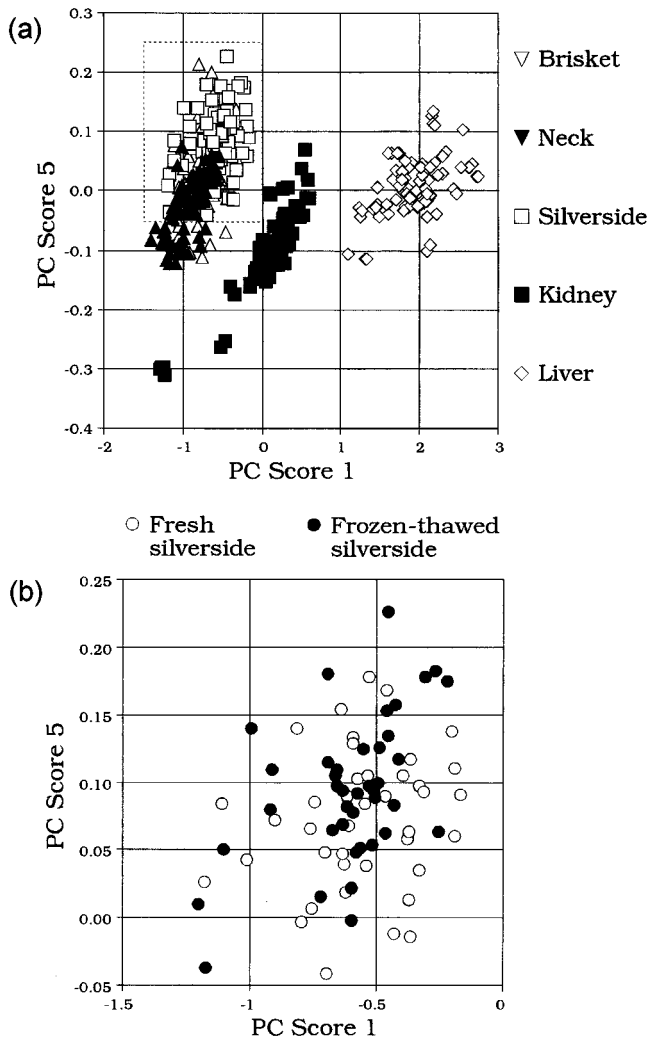 (a)
0.3
0.2
0.1
0.0
-0.1
-0.2
-0.3
-0.4
PC Score 5
-2
-1
0
1
2
3
PC Score 1
Brisket
Neck
Silverside
Kidney
Liver
Fresh
silverside
Frozen-thawed
silverside
(b)
0.25
0.20
0.15
0.10
0.05
0.00
-0.05
PC Score 5
-1.5
-1
-0.5
0
PC Score 1